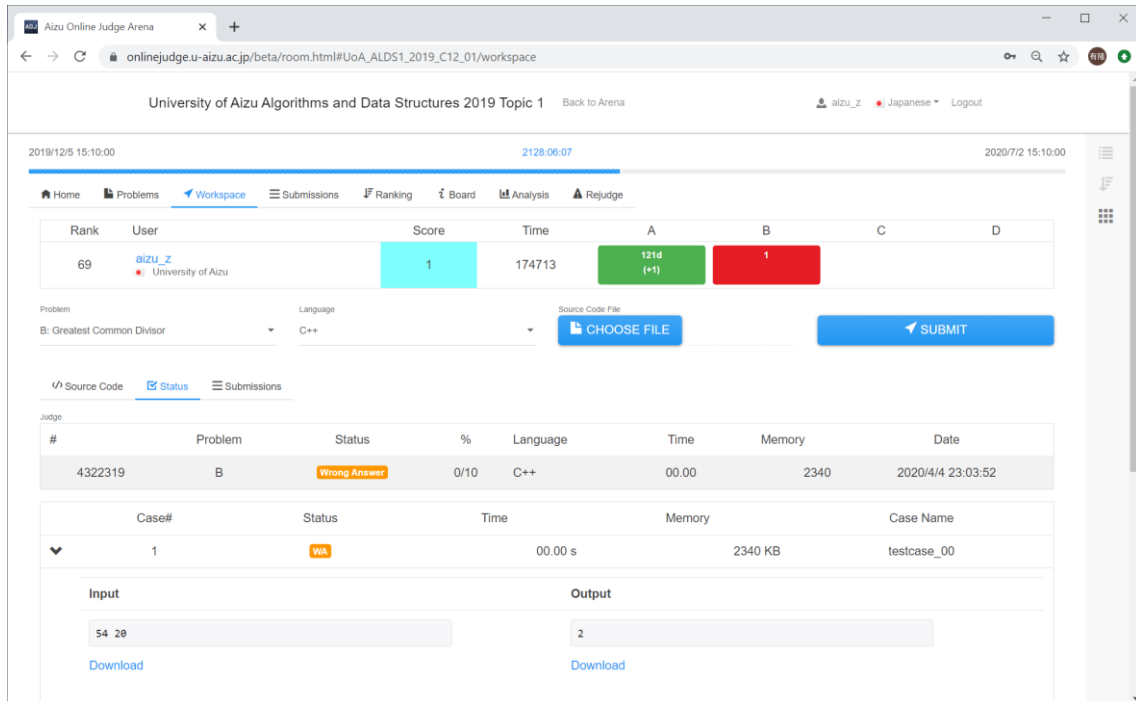 AOJ Aizu Online Judge Arena
onlinejudge.u-aizu.ac.jp/beta/room.html#UoA_ALDS1_2019_C12_01/workspace 有隆
University of Aizu Algorithms and Data Structures 2019 Topic 1 Back to Arena aizu_z Japanese Logout
2019/12/5 15:10:00 2128:06:07 2020/7/2 15:10:00
Home Problems Workspace Submissions Ranking Board Analysis Rejudge
Rank User Score Time A B C D
69 aizu_z University of Aizu 1 174713 121d (+1) 1
Problem Language Source Code File
B: Greatest Common Divisor C++ CHOOSE FILE SUBMIT
</> Source Code Status Submissions
Judge
# Problem Status % Language Time Memory Date
4322319 B Wrong Answer 0/10 C++ 00.00 2340 2020/4/4 23:03:52
Case# Status Time Memory Case Name
1 WA 00.00 s 2340 KB testcase_00
Input Output
54 20 2
Download Download